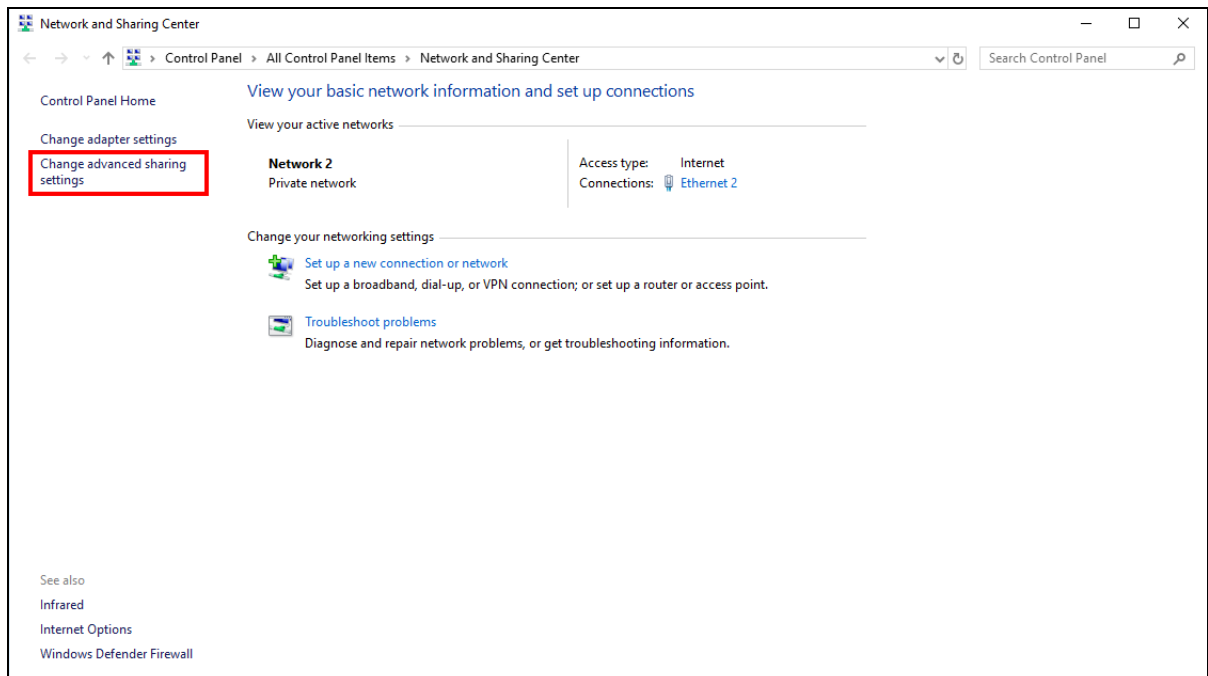 Network and Sharing Center
Control Panel > All Control Panel Items > Network and Sharing Center
Search Control Panel
Control Panel Home
Change adapter settings
Change advanced sharing
settings
View your basic network information and set up connections
View your active networks
Network 2
Private network
Access type: Internet
Connections: Ethernet 2
Change your networking settings
Set up a new connection or network
Set up a broadband, dial-up, or VPN connection; or set up a router or access point.
Troubleshoot problems
Diagnose and repair network problems, or get troubleshooting information.
See also
Infrared
Internet Options
Windows Defender Firewall